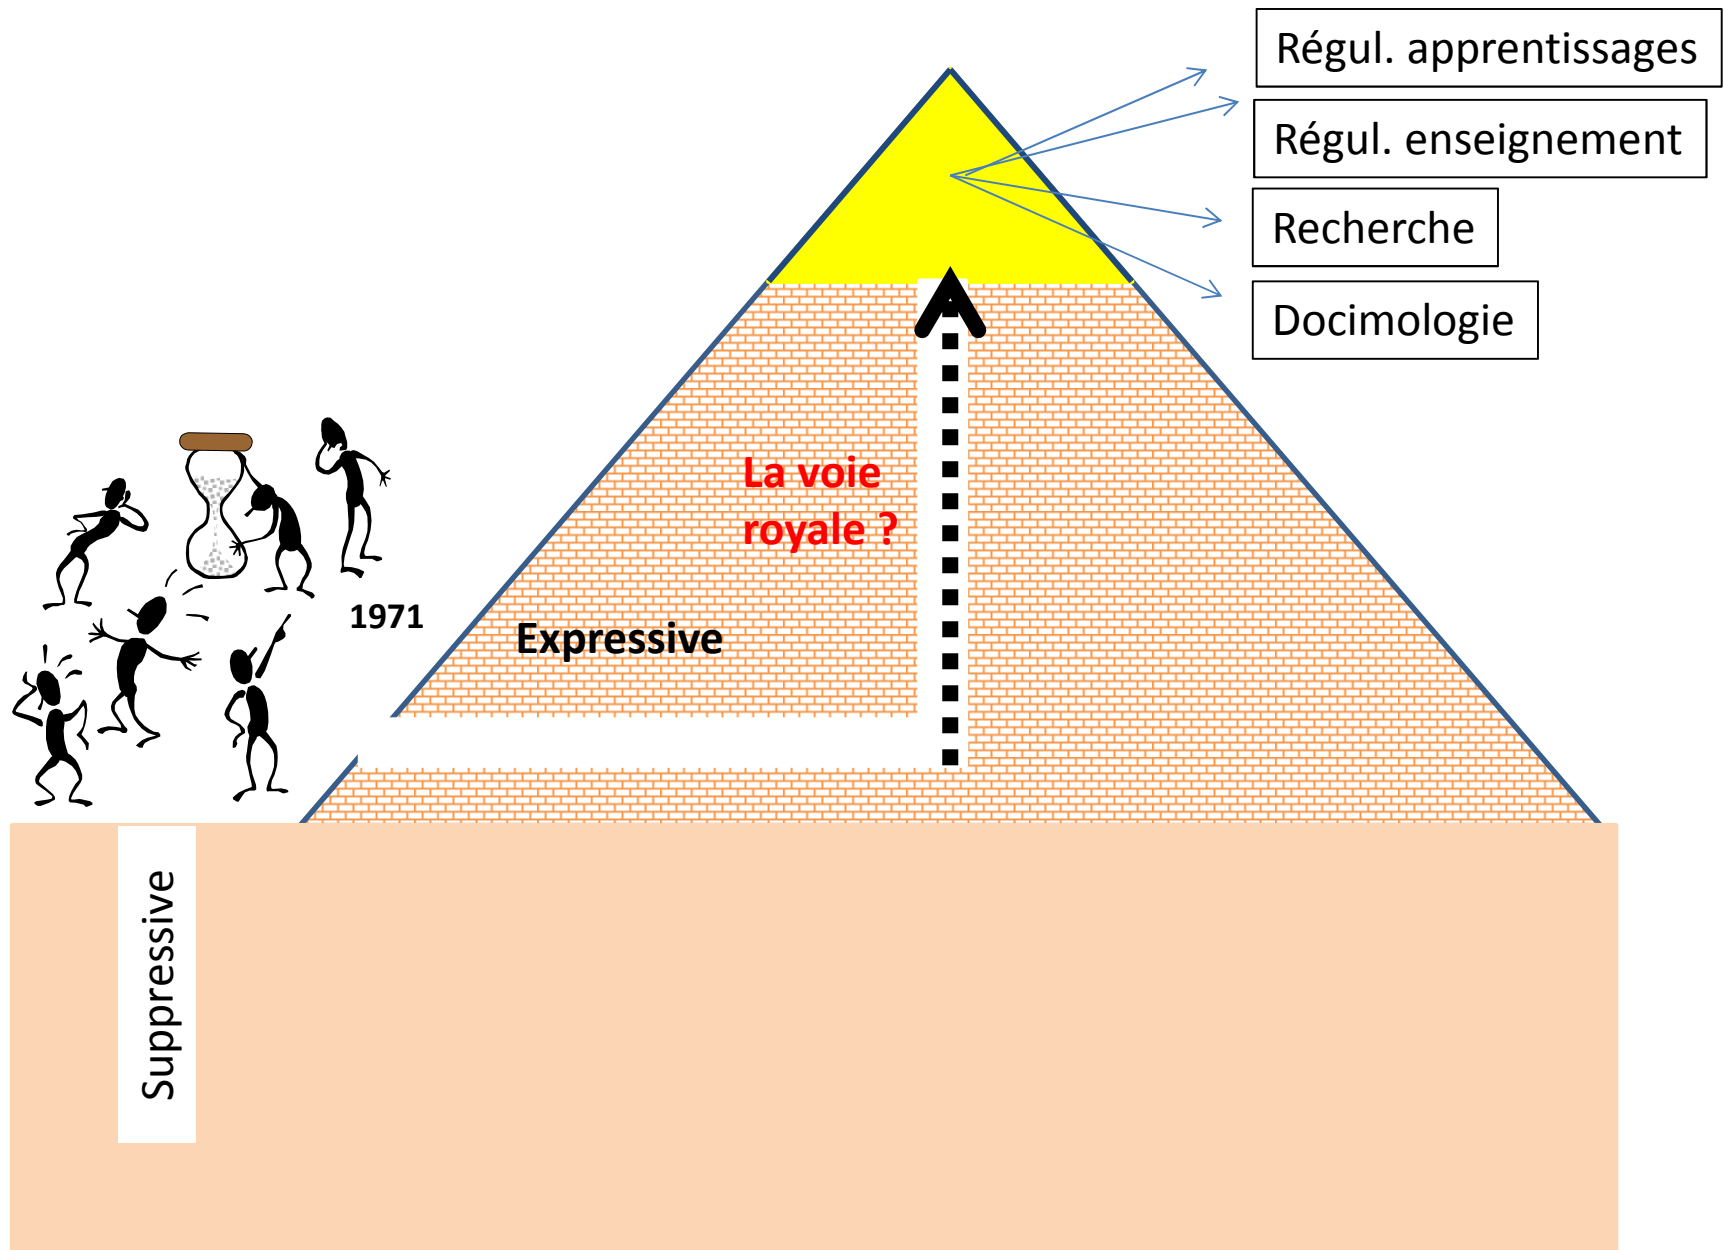 Régul. apprentissages
Régul. enseignement
Recherche
Docimologie
La voie
royale ?
1971
Expressive
Suppressive